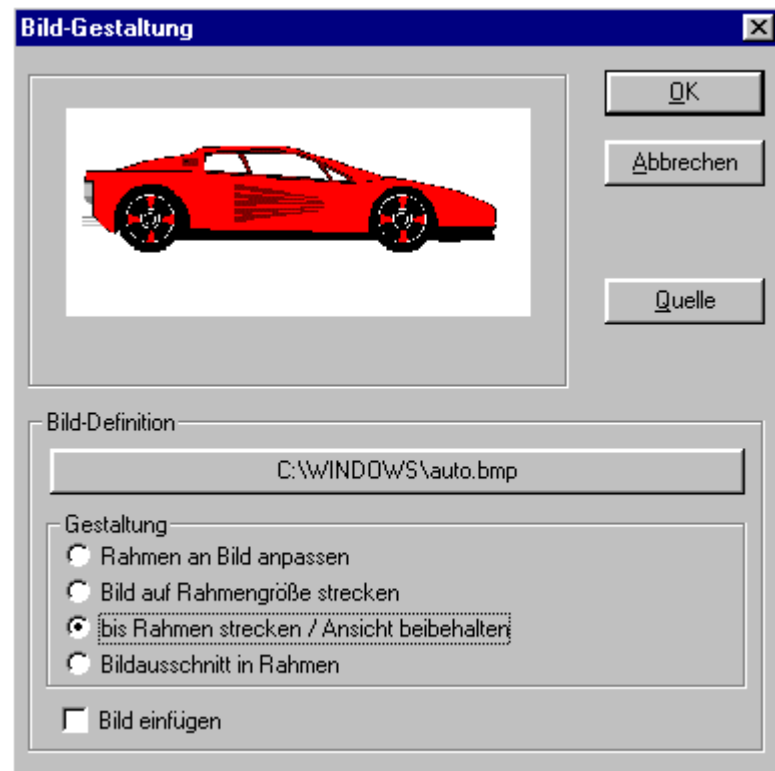 Bild-Gestaltung
OK
Abbrechen
Quelle
Bild-Definition
C:\WINDOWS\auto.bmp
Gestaltung
Rahmen an Bild anpassen
Bild auf Rahmengröße strecken
bis Rahmen strecken / Ansicht beibehalten
Bildausschnitt in Rahmen
Bild einfügen